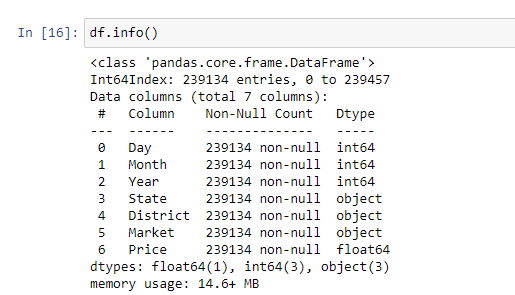 In [16]: df.info()
<class 'pandas.core.frame.DataFrame'>
Int64Index: 239134 entries, 0 to 239457
Data columns (total 7 columns):
 #   Column    Non-Null Count   Dtype
---  ------    --------------   -----
 0   Day       239134 non-null  int64
 1   Month     239134 non-null  int64
 2   Year      239134 non-null  int64
 3   State     239134 non-null  object
 4   District  239134 non-null  object
 5   Market    239134 non-null  object
 6   Price     239134 non-null  float64
dtypes: float64(1), int64(3), object(3)
memory usage: 14.6+ MB